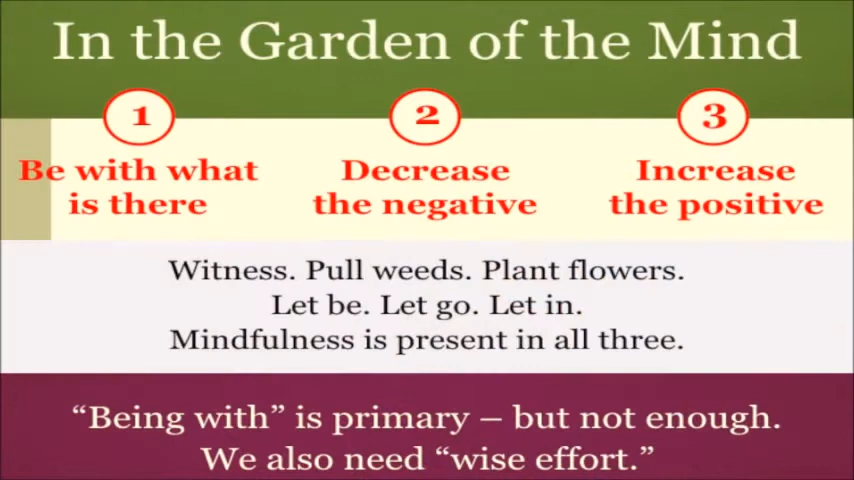 In the Garden of the Mind
1
2
3
Be with what
is there
Decrease
the negative
Increase
the positive
Witness. Pull weeds. Plant flowers.
Let be. Let go. Let in.
Mindfulness is present in all three.
“Being with” is primary – but not enough.
We also need “wise effort.”